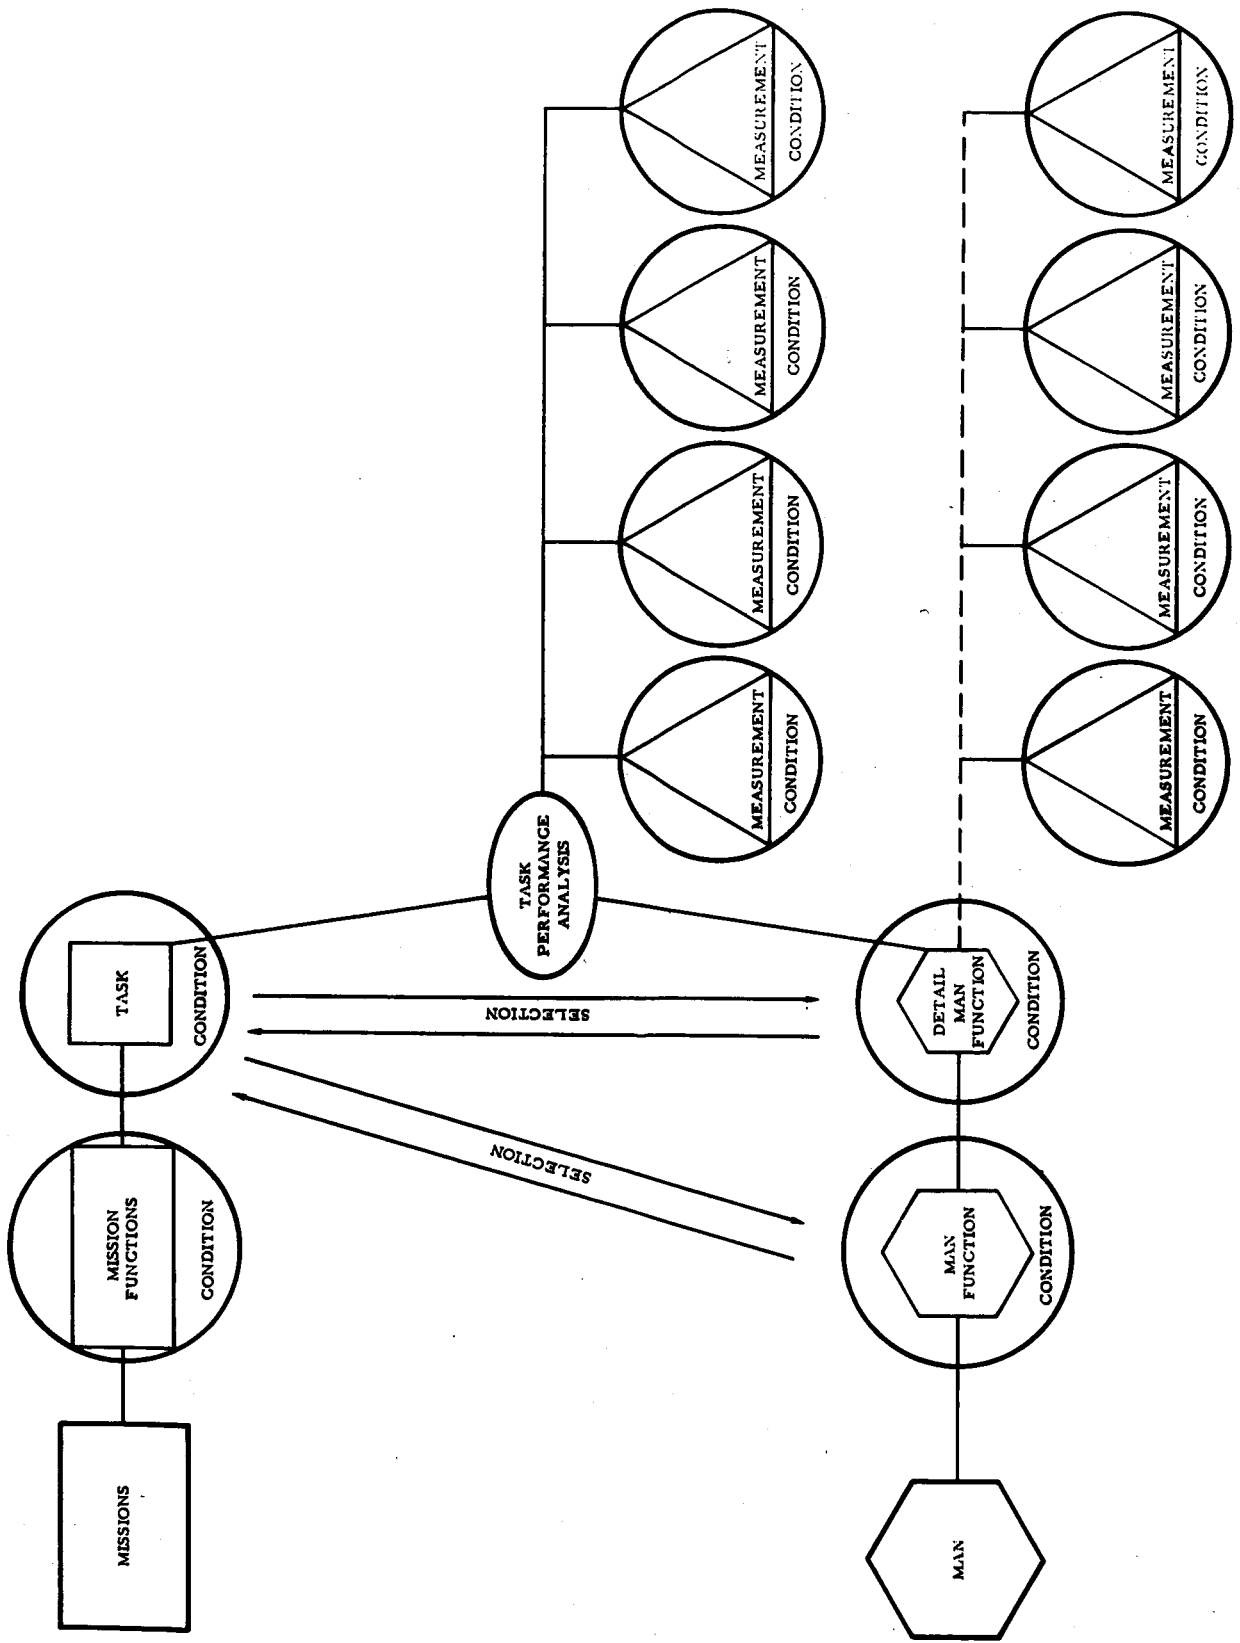 MISSIONS
MISSION
FUNCTIONS
CONDITION
TASK
CONDITION
SELECTION
SELECTION
TASK
PERFORMANCE
ANALYSIS
MEASUREMENT
CONDITION
MEASUREMENT
CONDITION
MEASUREMENT
CONDITION
MEASUREMENT
CONDITION
MAN
MAN
FUNCTION
CONDITION
DETAIL
MAN
FUNCTION
CONDITION
MEASUREMENT
CONDITION
MEASUREMENT
CONDITION
MEASUREMENT
CONDITION
MEASUREMENT
CONDITION